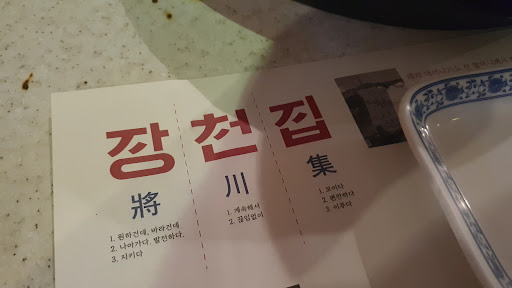 장천집
將 川 集
1. 원하건데, 바라건데
2. 나아가다, 발전하다.
3. 지키다
1. 계속해서
2. 끊임없이
1. 모이다
2. 편안하다
3. 이루다